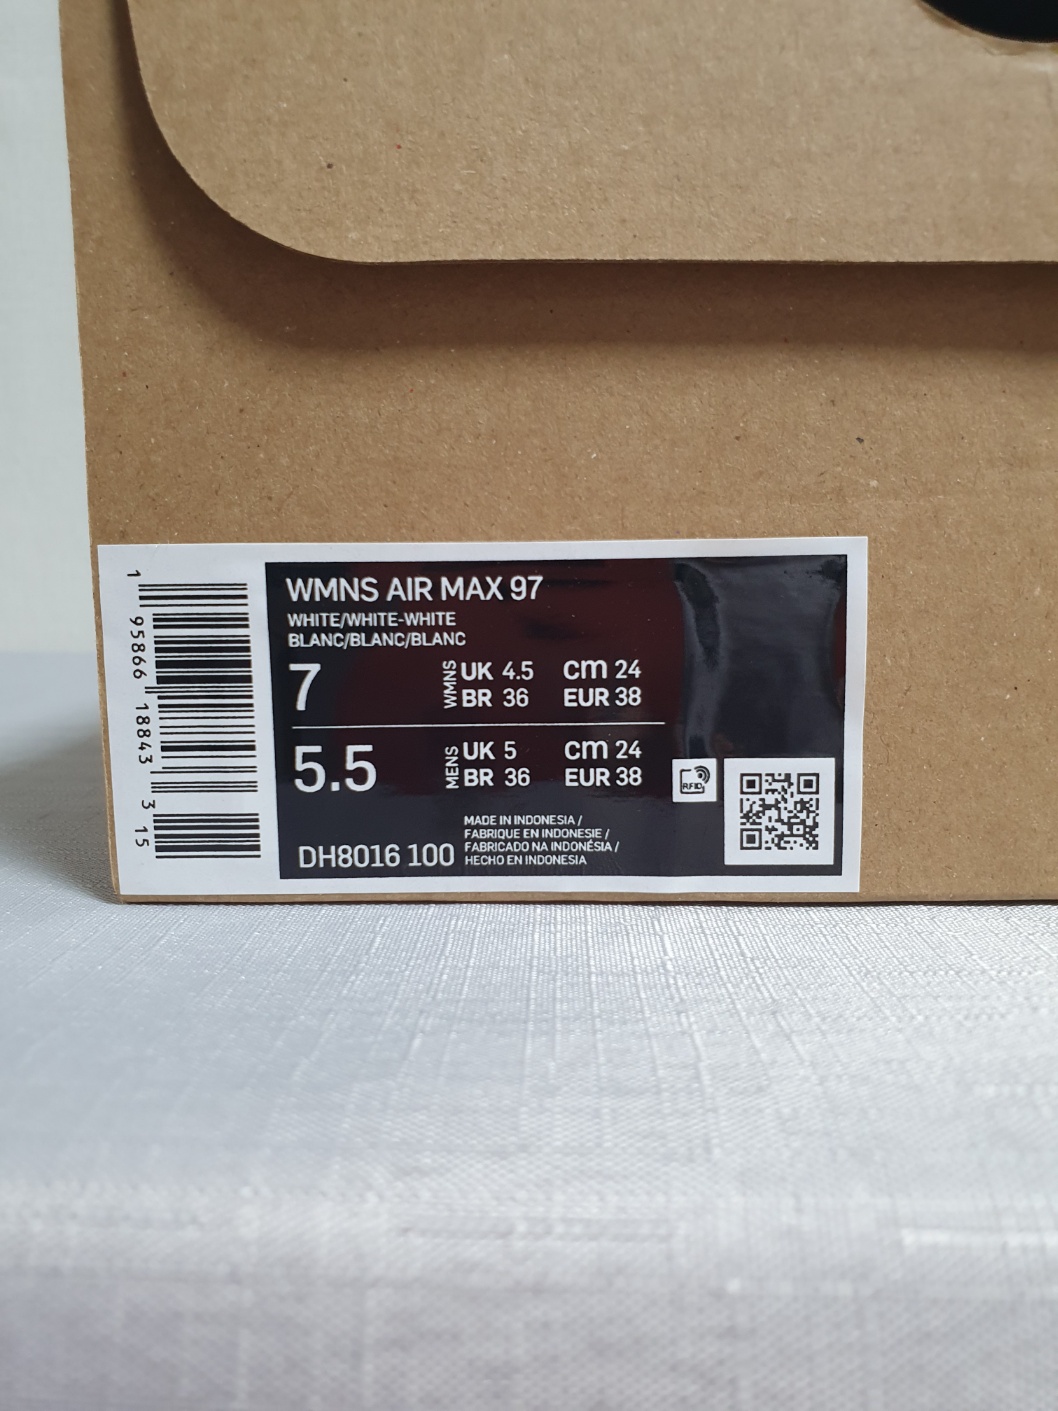 1 95866 18843 3 15
WMNS AIR MAX 97
WHITE/WHITE-WHITE
BLANC/BLANC/BLANC
7
WMNS
UK 4.5 cm 24
BR 36 EUR 38
5.5
MENS
UK 5 cm 24
BR 36 EUR 38
RFID
DH8016 100
MADE IN INDONESIA /
FABRIQUE EN INDONESIE /
FABRICADO NA INDONÉSIA /
HECHO EN INDONESIA